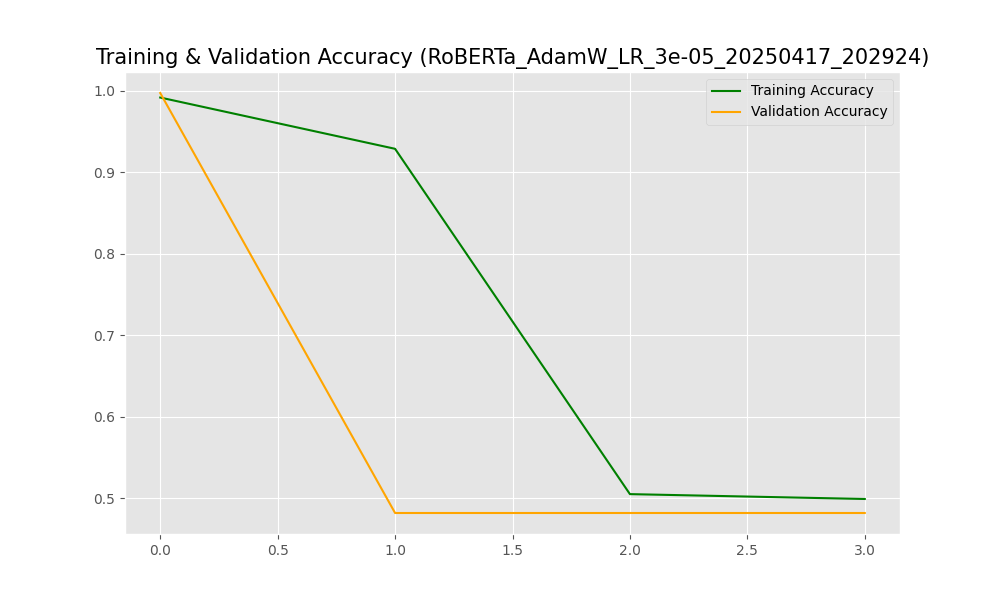 Training & Validation Accuracy (RoBERTa_AdamW_LR_3e-05_20250417_202924)
Training Accuracy
Validation Accuracy
1.0
0.9
0.8
0.7
0.6
0.5
0.0 0.5 1.0 1.5 2.0 2.5 3.0